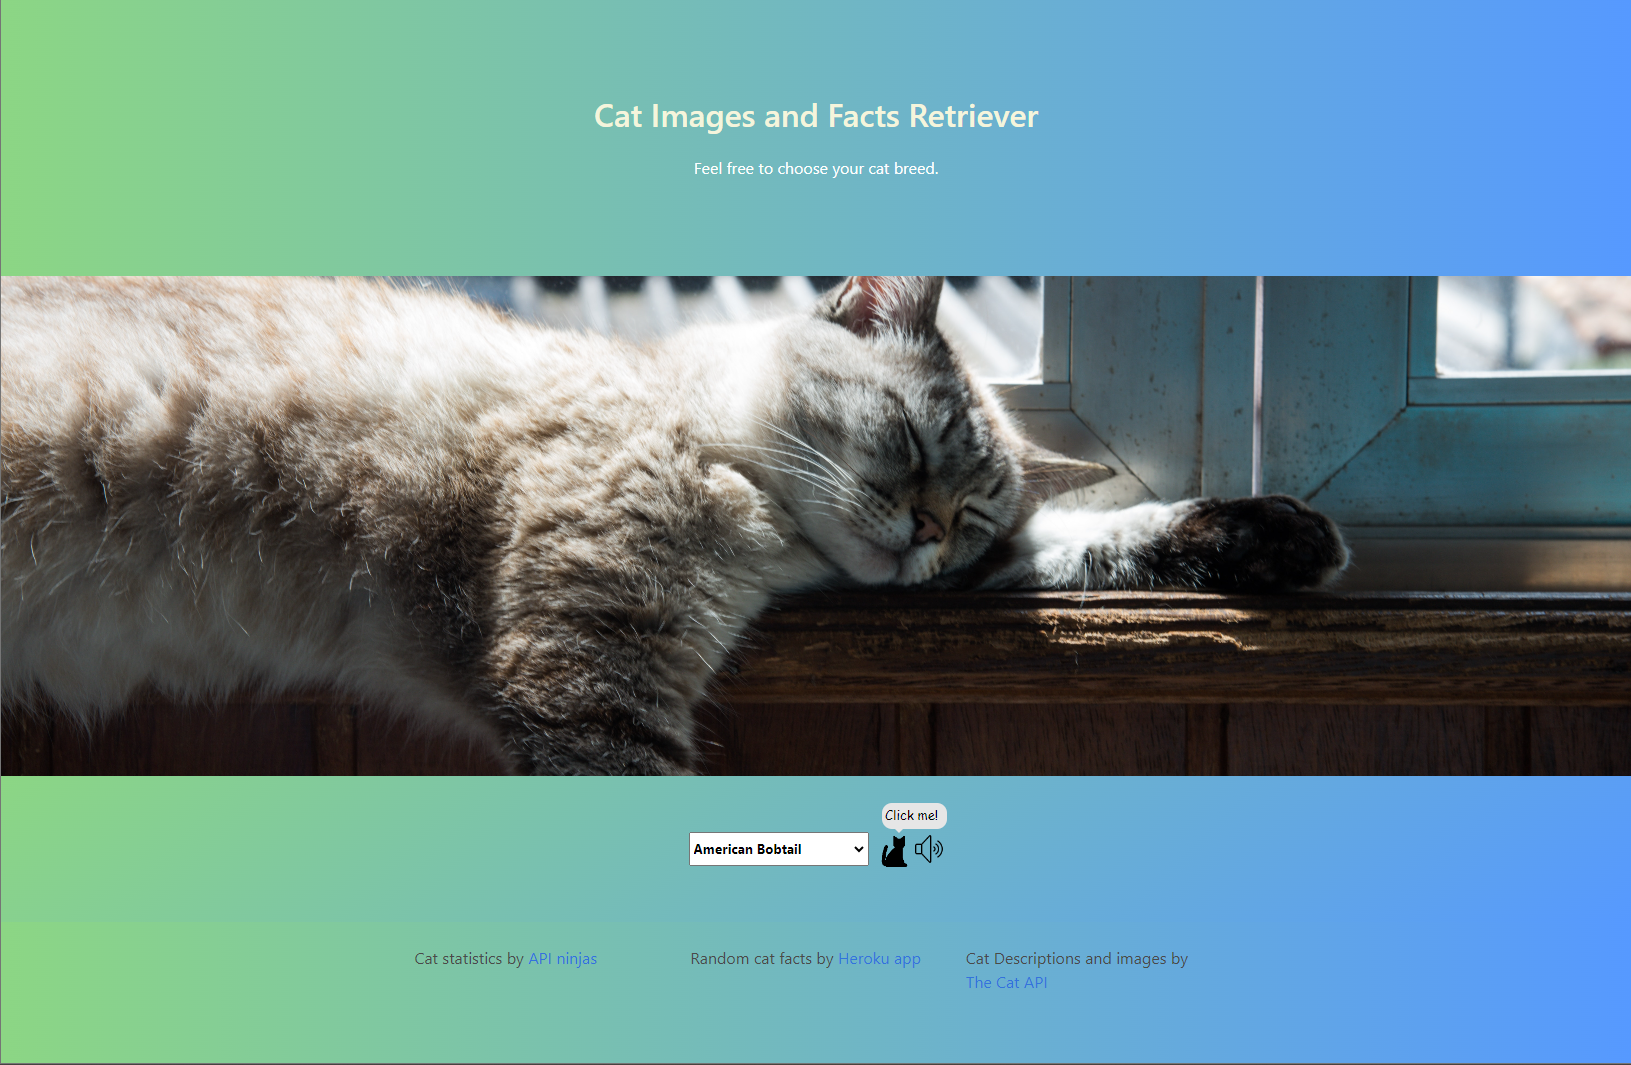 Cat Images and Facts Retriever
Feel free to choose your cat breed.
Click me!
American Bobtail
Cat statistics by API ninjas
Random cat facts by Heroku app
Cat Descriptions and images by
The Cat API